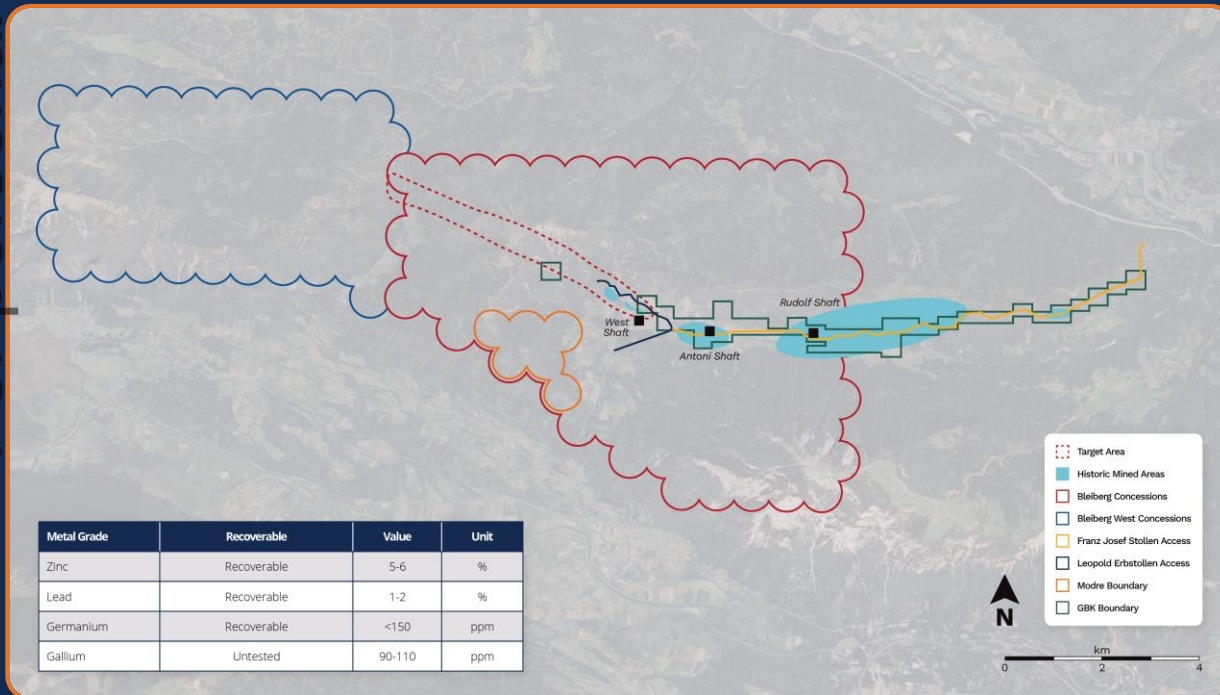 Rudolf Shaft
West
Shaft
Antoni Shaft
Metal Grade Recoverable Value Unit
Zinc Recoverable 5-6 %
Lead Recoverable 1-2 %
Germanium Recoverable <150 ppm
Gallium Untested 90-110 ppm
Target Area
Historic Mined Areas
Bleiberg Concessions
Bleiberg West Concessions
Franz Josef Stollen Access
Leopold Erbstollen Access
Modre Boundary
GBK Boundary
N
km
0 2 4